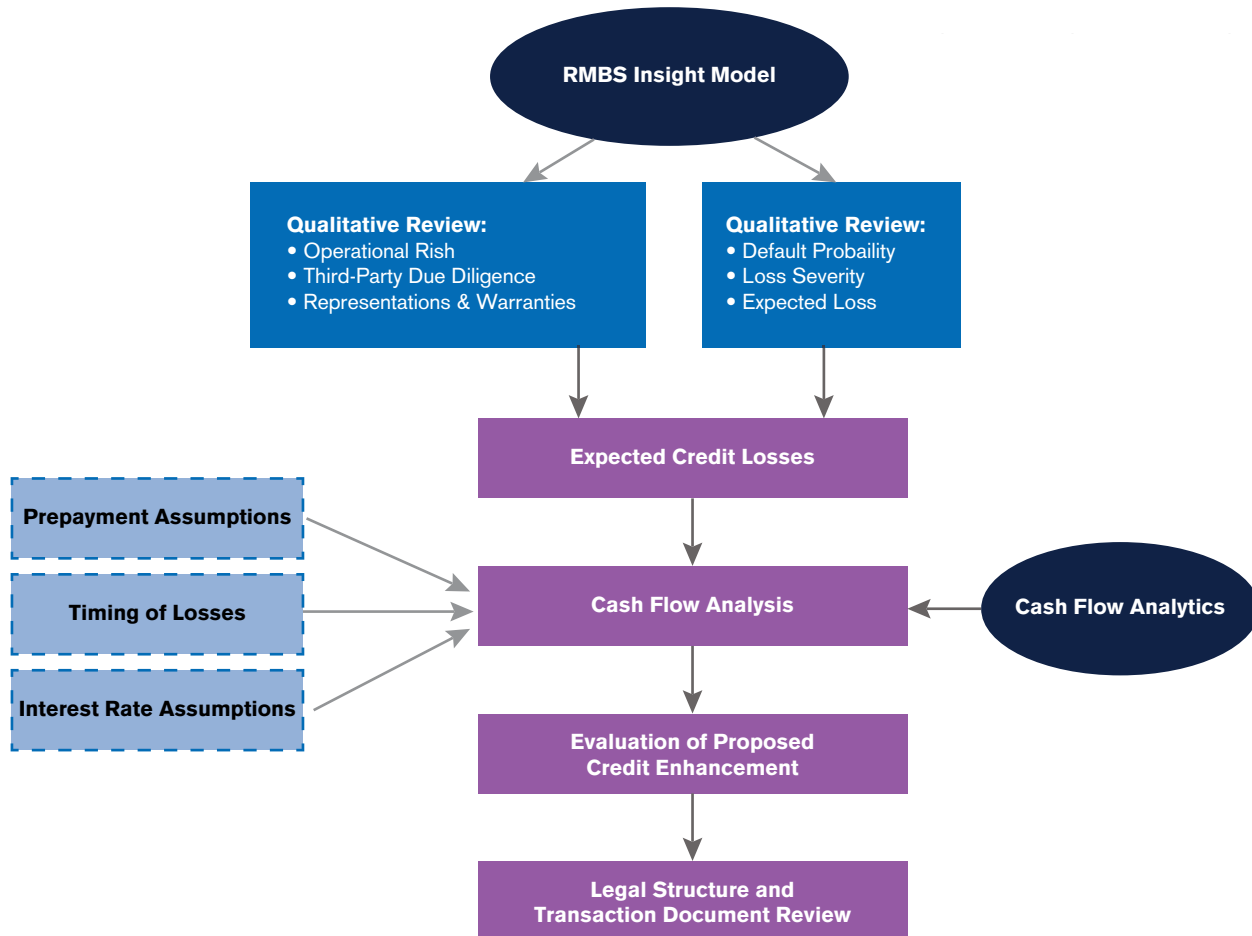 RMBS Insight Model
Qualitative Review:
• Operational Rish
• Third-Party Due Diligence
• Representations & Warranties
Qualitative Review:
• Default Probaility
• Loss Severity
• Expected Loss
Expected Credit Losses
Prepayment Assumptions
Timing of Losses
Interest Rate Assumptions
Cash Flow Analysis
Cash Flow Analytics
Evaluation of Proposed
Credit Enhancement
Legal Structure and
Transaction Document Review